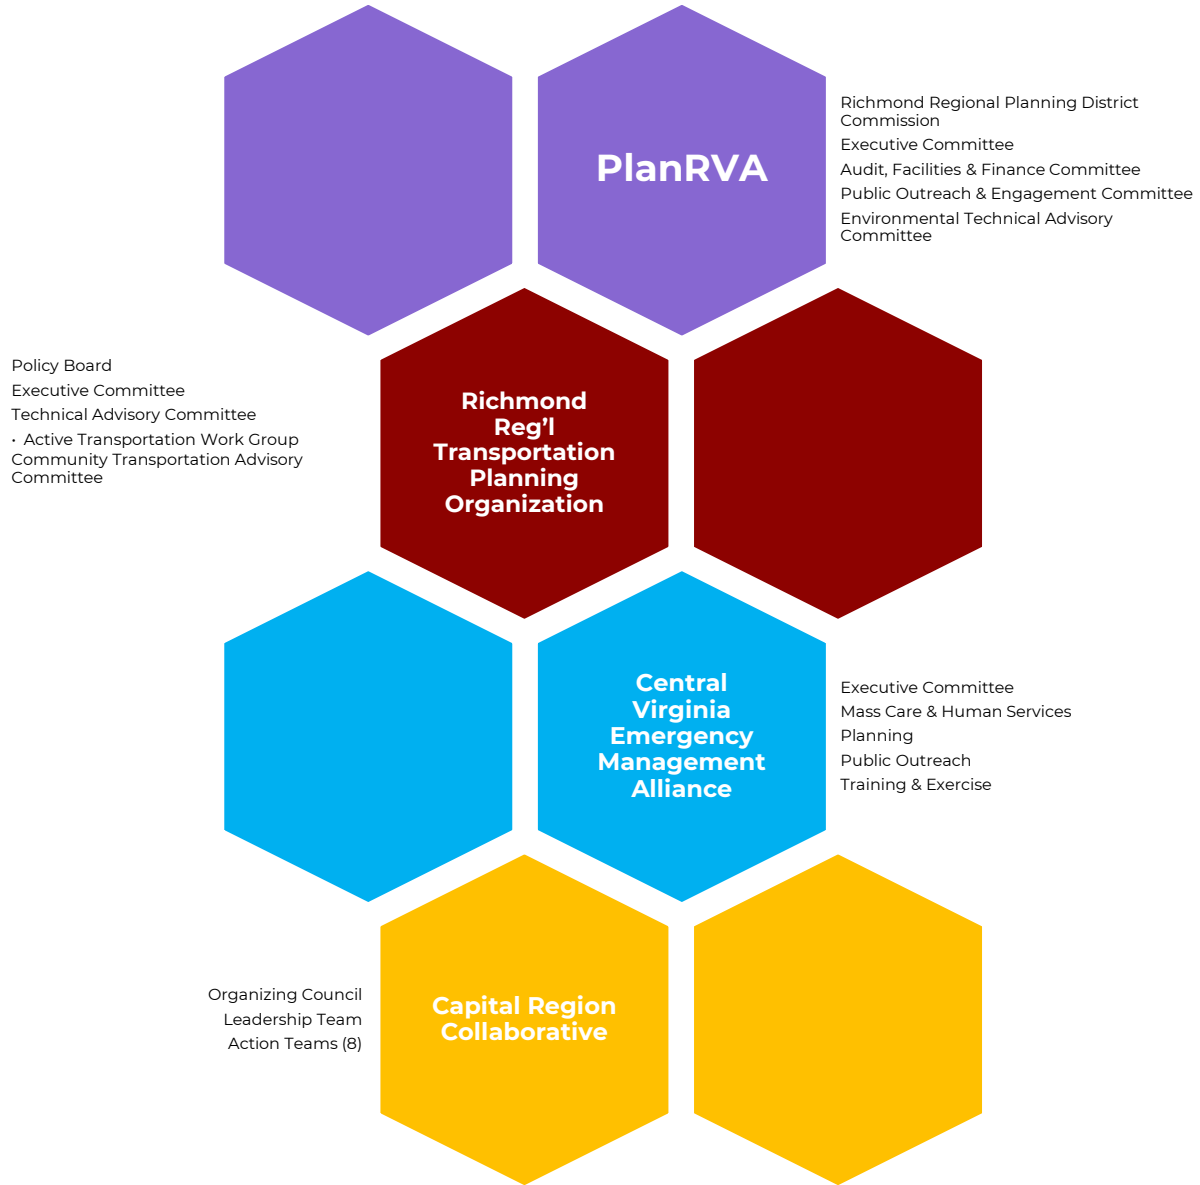 PlanRVA
Richmond Regional Planning District
Commission
Executive Committee
Audit, Facilities & Finance Committee
Public Outreach & Engagement Committee
Environmental Technical Advisory
Committee
Policy Board
Executive Committee
Technical Advisory Committee
• Active Transportation Work Group
Community Transportation Advisory
Committee
Richmond
Reg’l
Transportation
Planning
Organization
Central
Virginia
Emergency
Management
Alliance
Executive Committee
Mass Care & Human Services
Planning
Public Outreach
Training & Exercise
Organizing Council
Leadership Team
Action Teams (8)
Capital Region
Collaborative